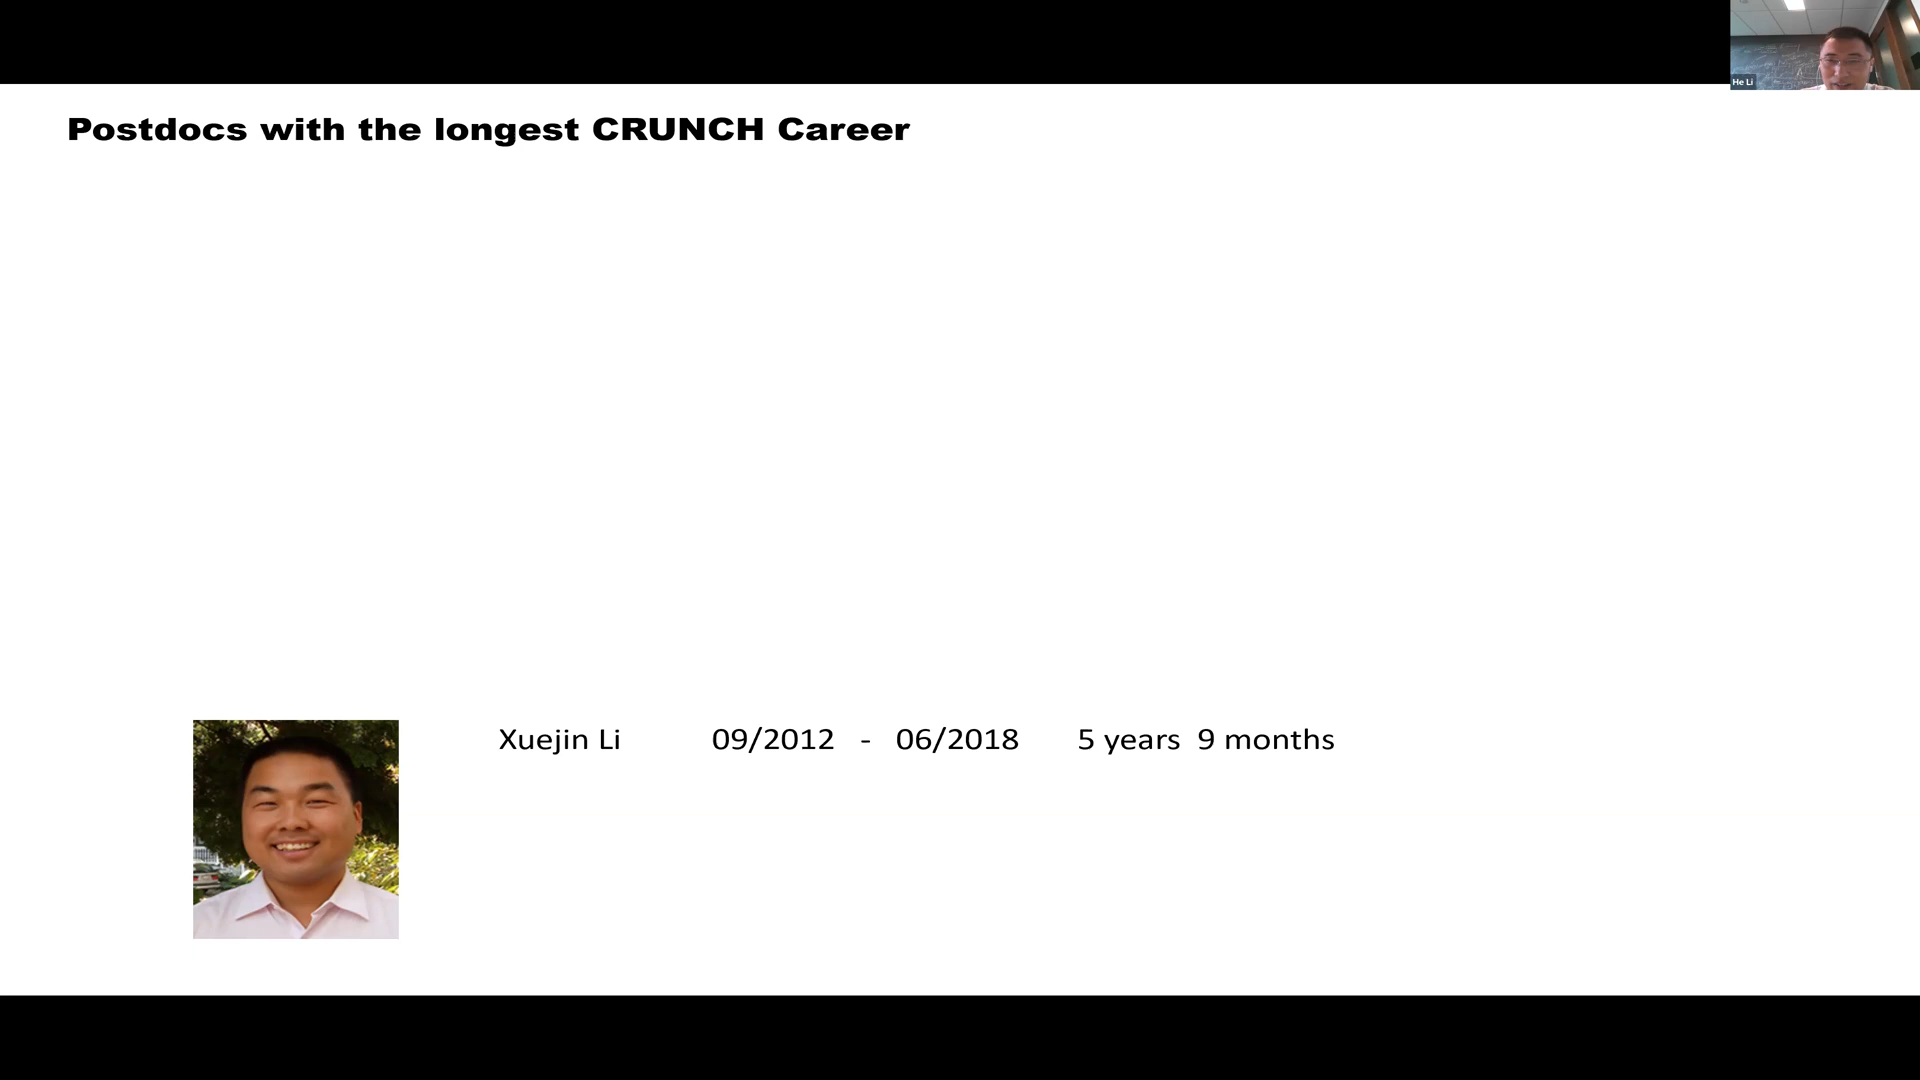 He Li
Postdocs with the longest CRUNCH Career
Xuejin Li 09/2012 - 06/2018 5 years 9 months